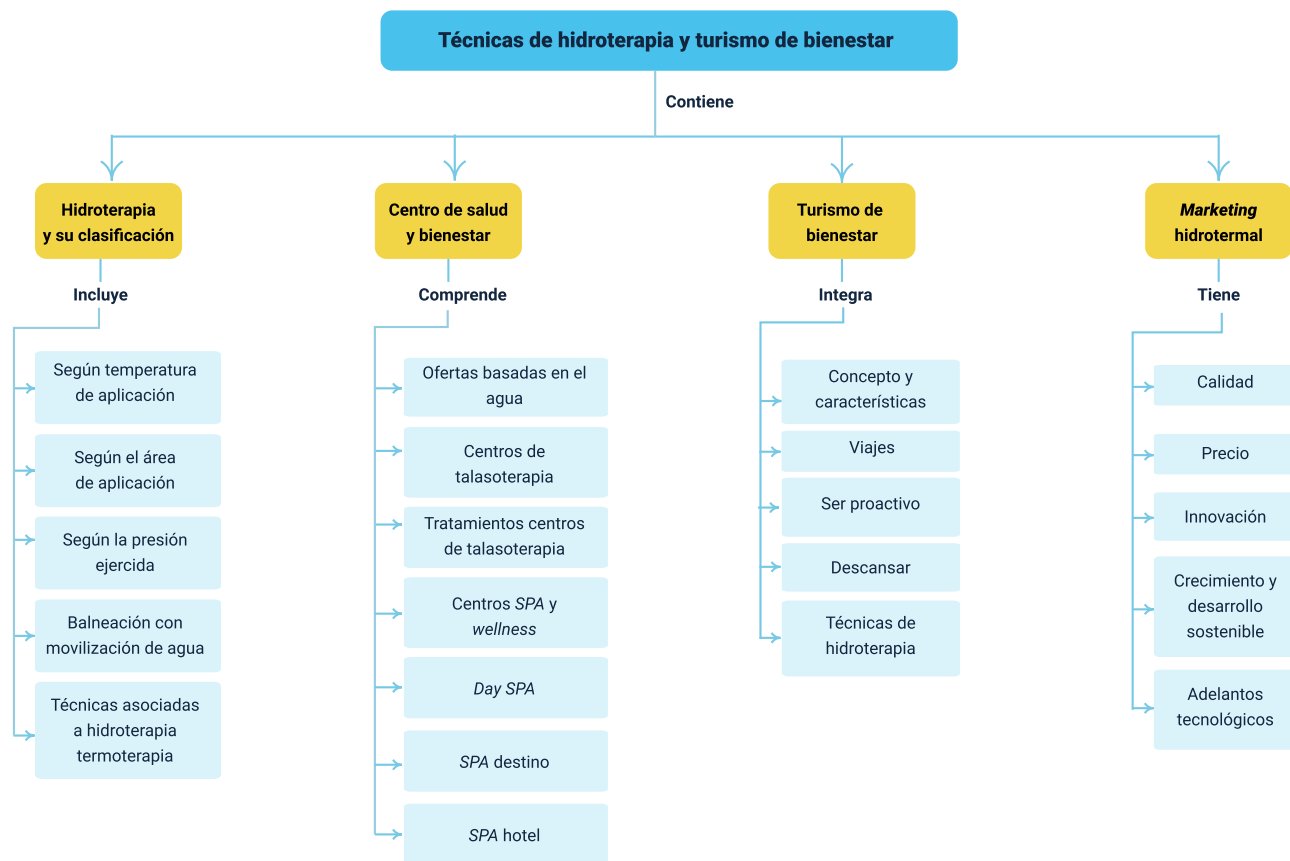 Técnicas de hidroterapia y turismo de bienestar
Contiene
Hidroterapia
y su clasificación
Incluye
Según temperatura
de aplicación
Según el área
de aplicación
Según la presión
ejercida
Balneación con
movilización de agua
Técnicas asociadas
a hidroterapia
termoterapia
Centro de salud
y bienestar
Comprende
Ofertas basadas en el
agua
Centros de
talasoterapia
Tratamientos centros
de talasoterapia
Centros SPA y
wellness
Day SPA
SPA destino
SPA hotel
Turismo de
bienestar
Integra
Concepto y
características
Viajes
Ser proactivo
Descansar
Técnicas de
hidroterapia
Marketing
hidrotermal
Tiene
Calidad
Precio
Innovación
Crecimiento y
desarrollo
sostenible
Adelantos
tecnológicos